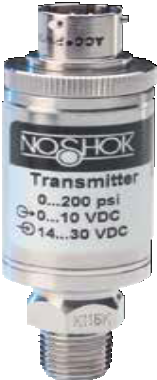 NOSHOK
Transmitter
0...200 psi
0...10 VDC
14...30 VDC